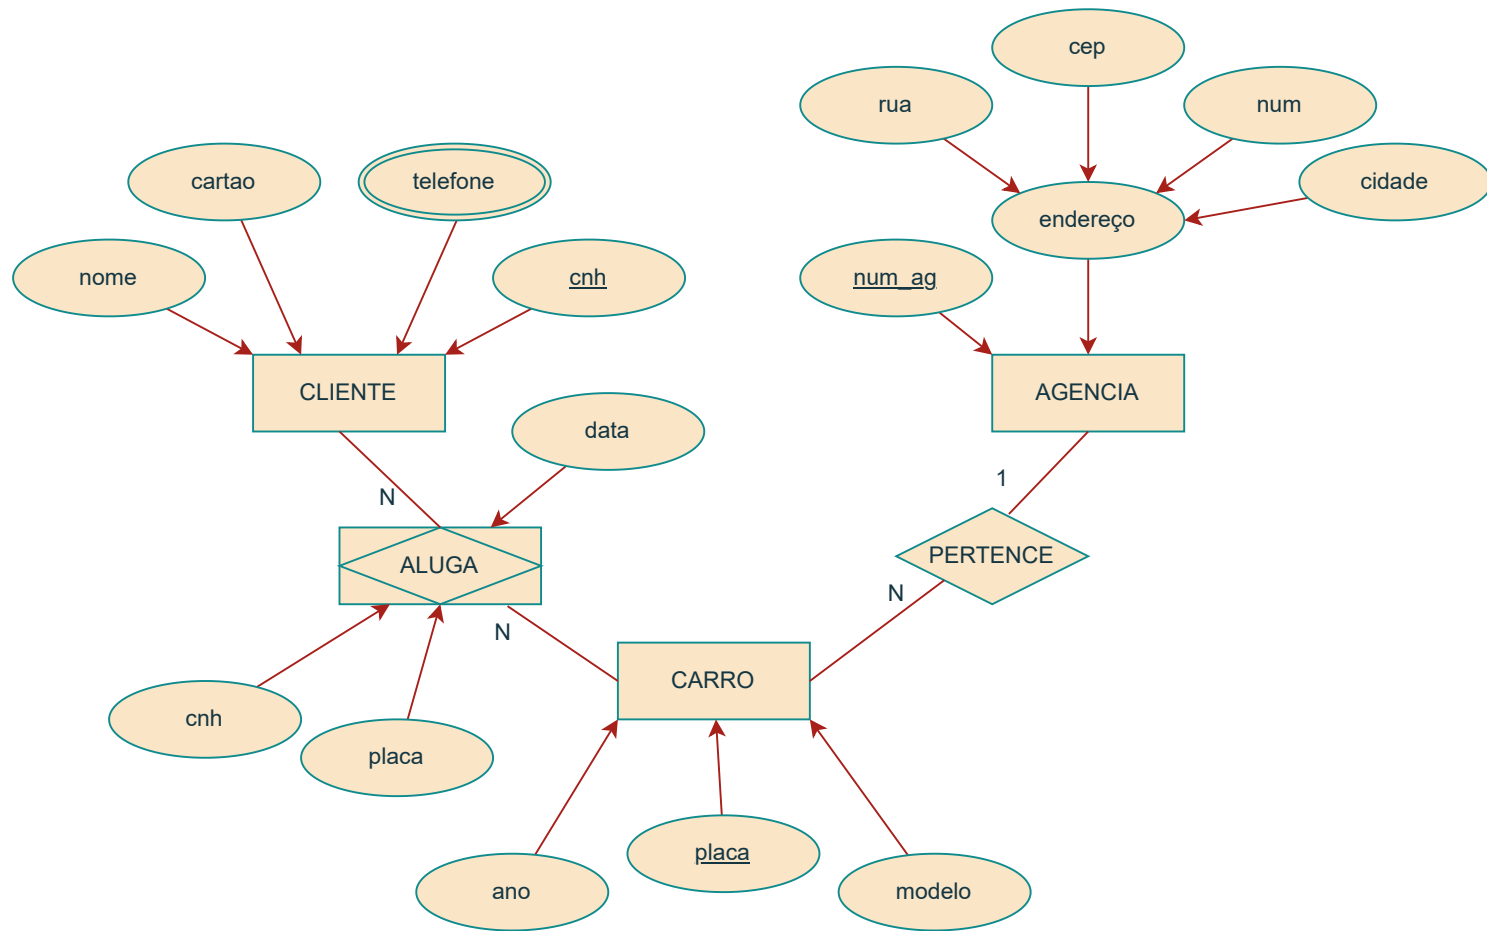 cep
rua
num
cartao
telefone
cidade
endereço
nome
cnh
num_ag
CLIENTE
AGENCIA
data
1
N
PERTENCE
ALUGA
N
N
CARRO
cnh
placa
placa
ano
modelo